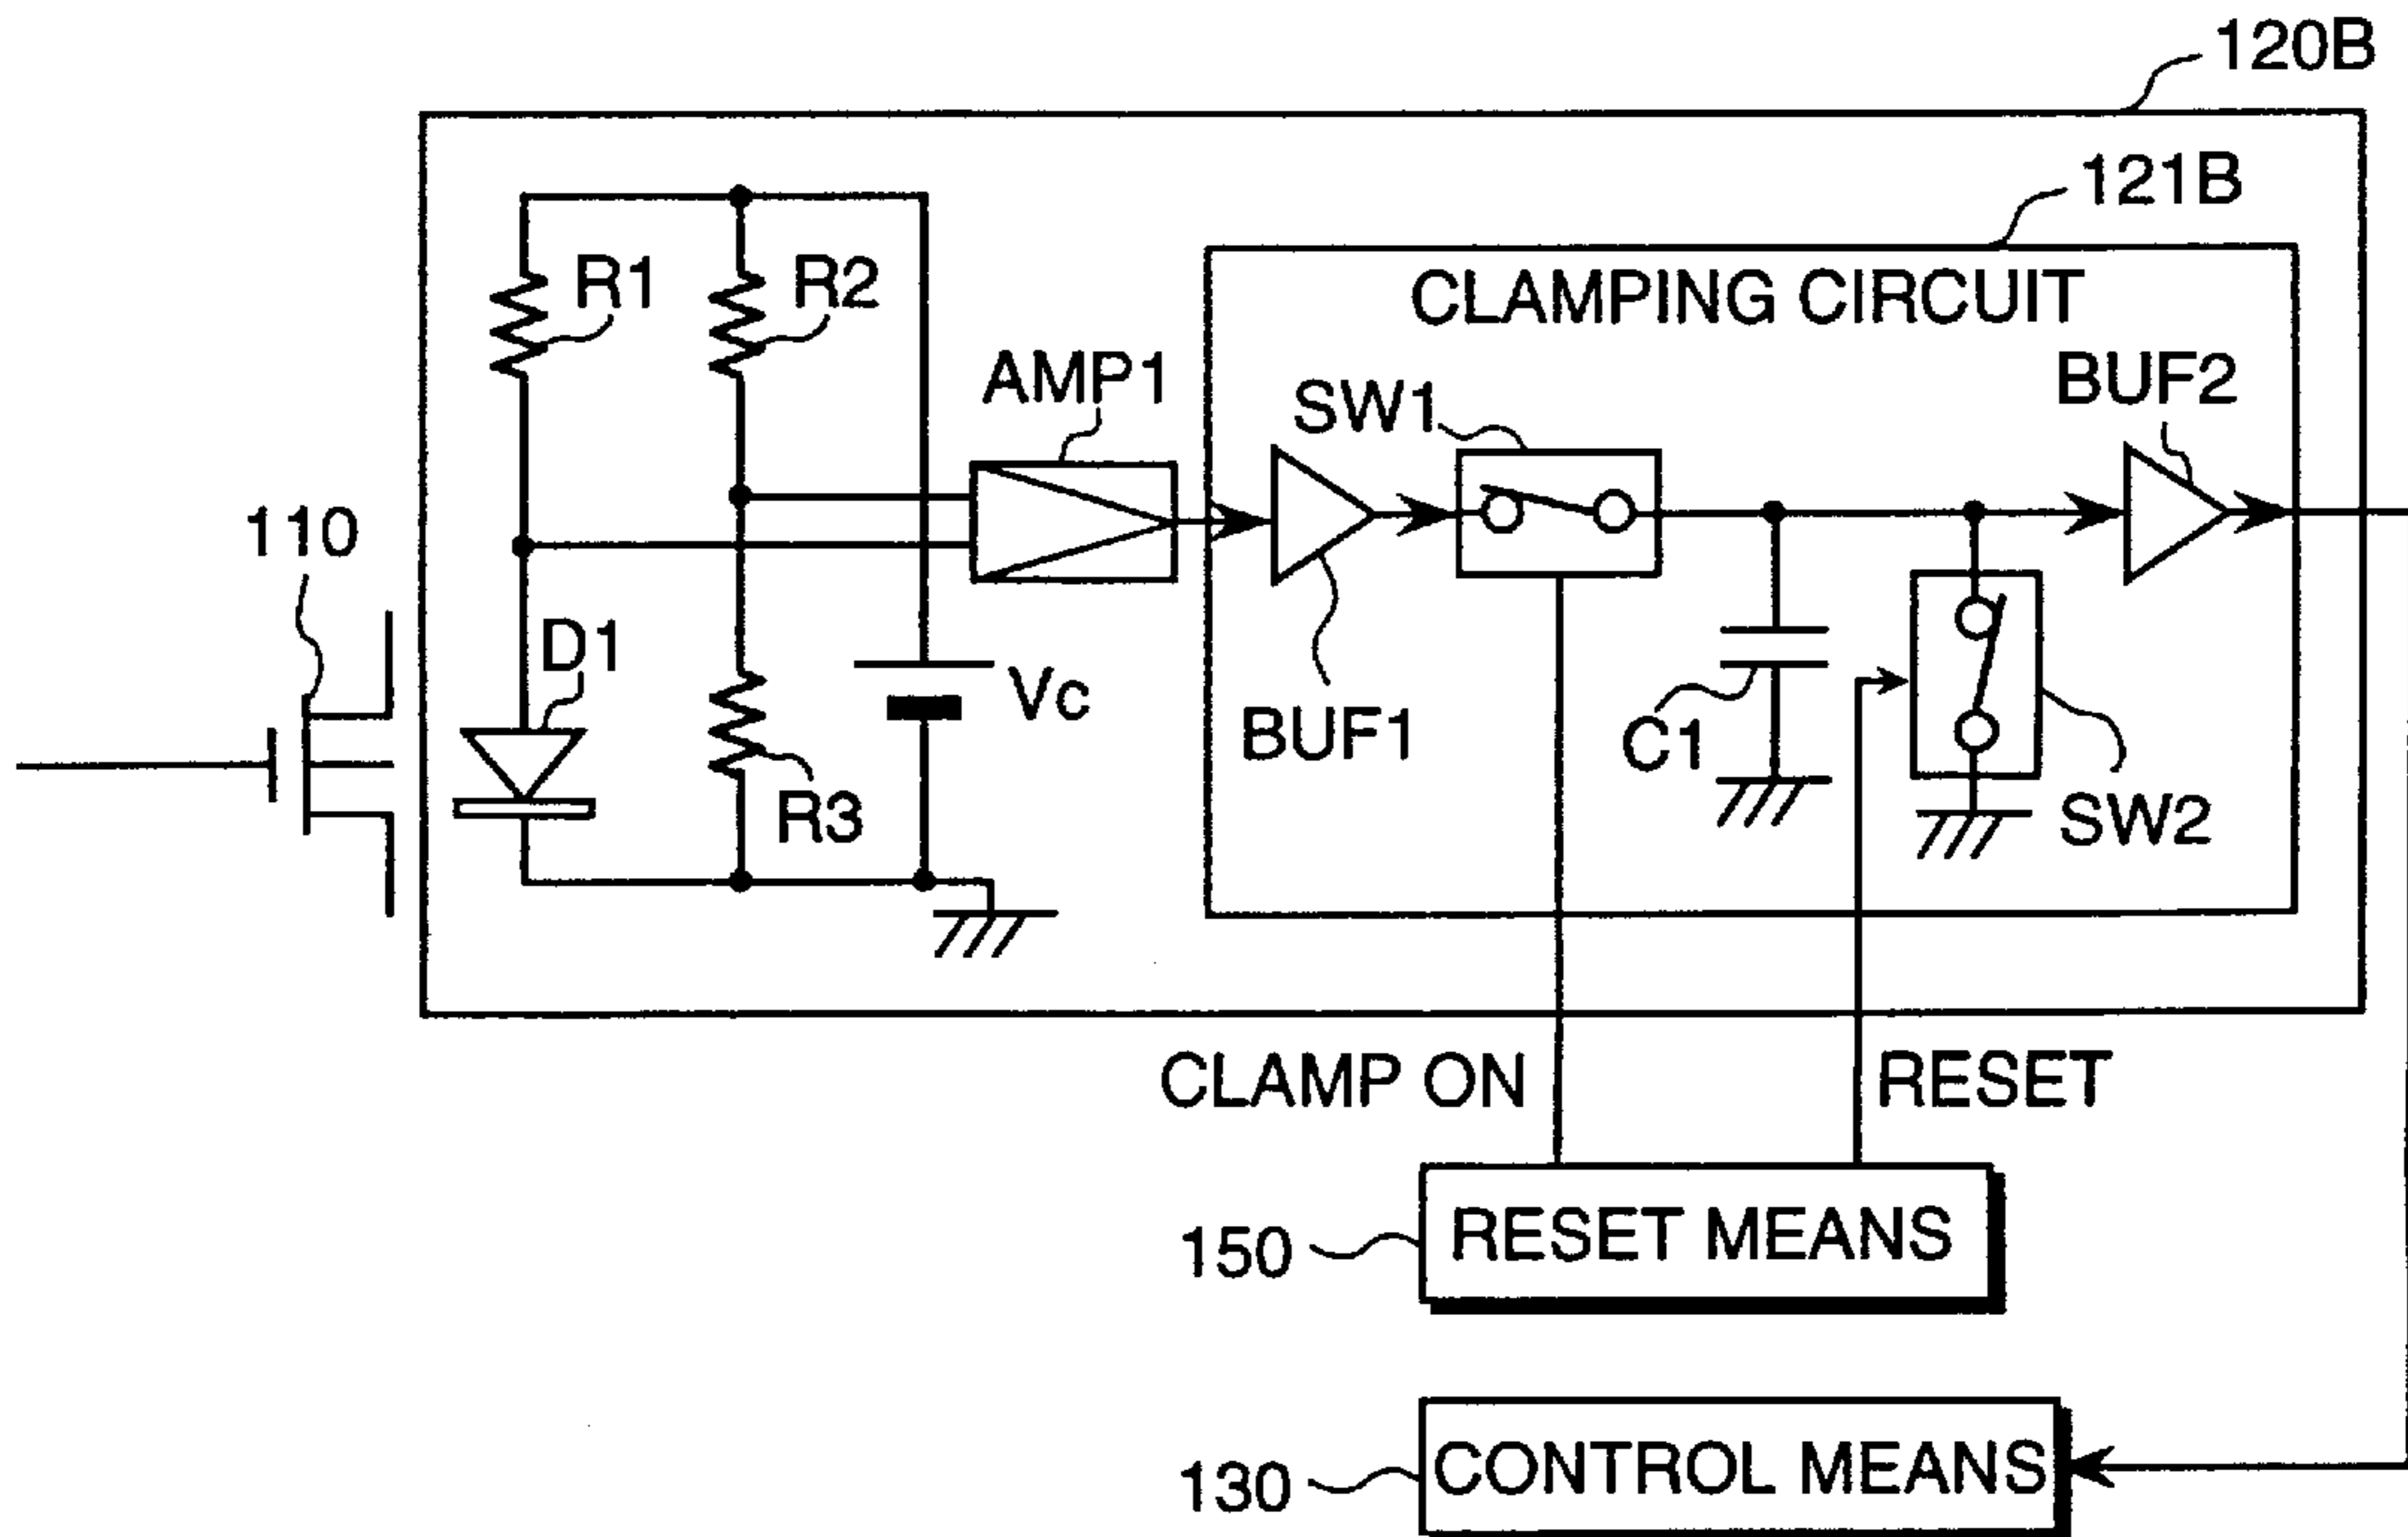 120B
121B
R1
R2
CLAMPING CIRCUIT
AMP1
SW1
BUF2
110
D1
Vc
BUF1
C1
R3
SW2
CLAMP ON
RESET
150
RESET MEANS
130
CONTROL MEANS